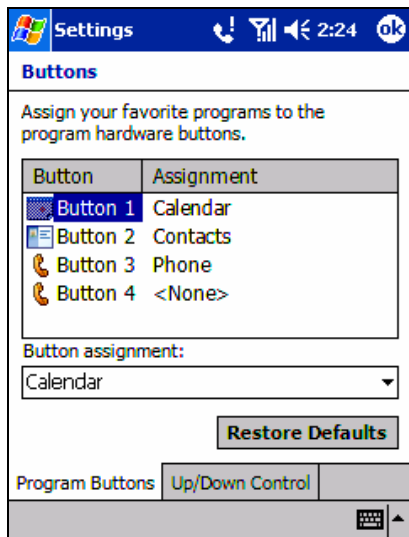 Settings 2:24 ok
Buttons
Assign your favorite programs to the
program hardware buttons.
Button Assignment
Button 1 Calendar
Button 2 Contacts
Button 3 Phone
Button 4 <None>
Button assignment:
Calendar
Restore Defaults
Program Buttons Up/Down Control